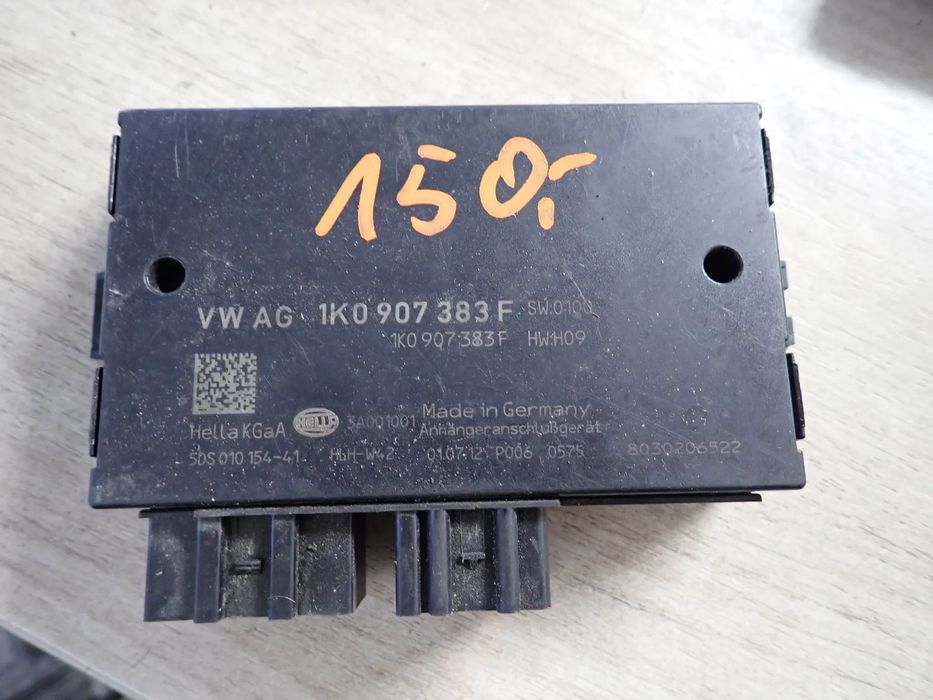 150,-
VW AG 1K0 907 383 F SW:0100
1K0 907 383 F HW:H09
Hella KGaA HELLA 3A001001 Made in Germany
Anhängeranschlußgerät
5DS 010 154-41 HLH-W42 01.07.12 P006 0575 8030206522